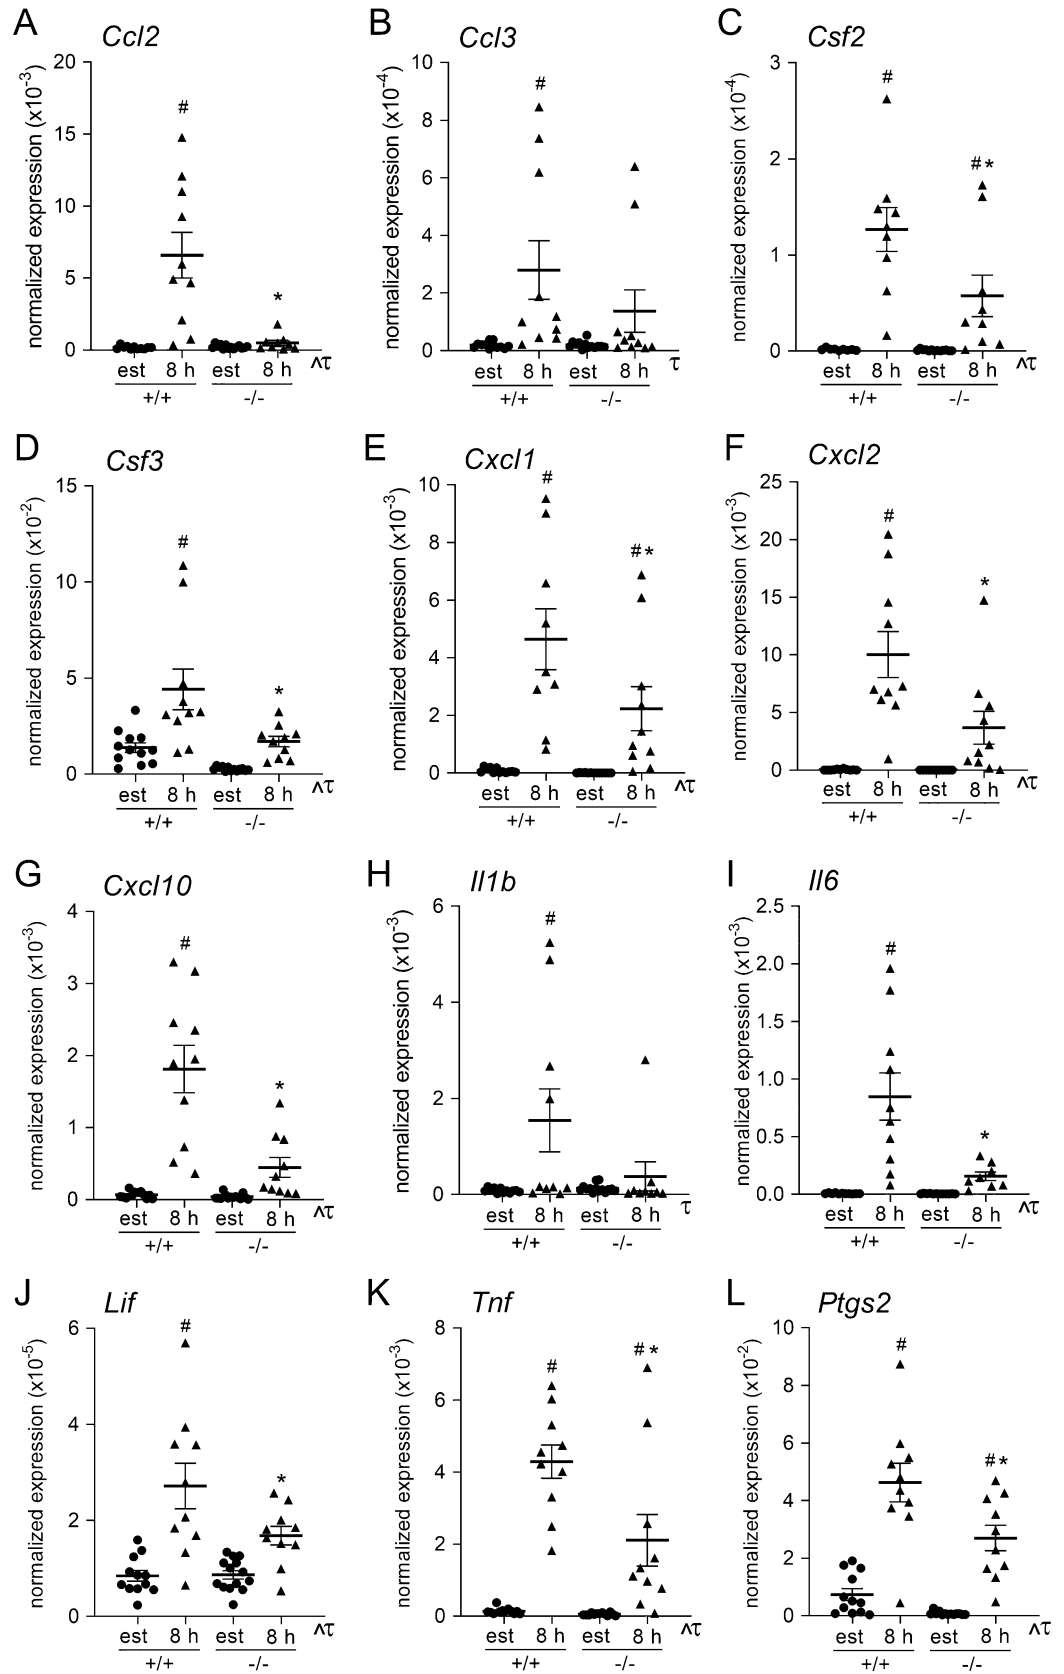 A Ccl2
normalized expression (x10-3)
20
15
10
5
0
#
*
est 8 h est 8 h ^τ
+/+ -/-
B Ccl3
normalized expression (x10-4)
10
8
6
4
2
0
#
est 8 h est 8 h τ
+/+ -/-
C Csf2
normalized expression (x10-4)
3
2
1
0
#
# *
est 8 h est 8 h ^τ
+/+ -/-
D Csf3
normalized expression (x10-2)
15
10
5
0
#
*
est 8 h est 8 h ^τ
+/+ -/-
E Cxcl1
normalized expression (x10-3)
10
8
6
4
2
0
#
# *
est 8 h est 8 h ^τ
+/+ -/-
F Cxcl2
normalized expression (x10-3)
25
20
15
10
5
0
#
*
est 8 h est 8 h ^τ
+/+ -/-
G Cxcl10
normalized expression (x10-3)
4
3
2
1
0
#
*
est 8 h est 8 h ^τ
+/+ -/-
H Il1b
normalized expression (x10-3)
6
4
2
0
#
est 8 h est 8 h τ
+/+ -/-
I Il6
normalized expression (x10-3)
2.5
2.0
1.5
1.0
0.5
0.0
#
*
est 8 h est 8 h ^τ
+/+ -/-
J Lif
normalized expression (x10-5)
6
4
2
0
#
*
est 8 h est 8 h ^τ
+/+ -/-
K Tnf
normalized expression (x10-3)
8
6
4
2
0
#
# *
est 8 h est 8 h ^τ
+/+ -/-
L Ptgs2
normalized expression (x10-2)
10
8
6
4
2
0
#
# *
est 8 h est 8 h ^τ
+/+ -/-